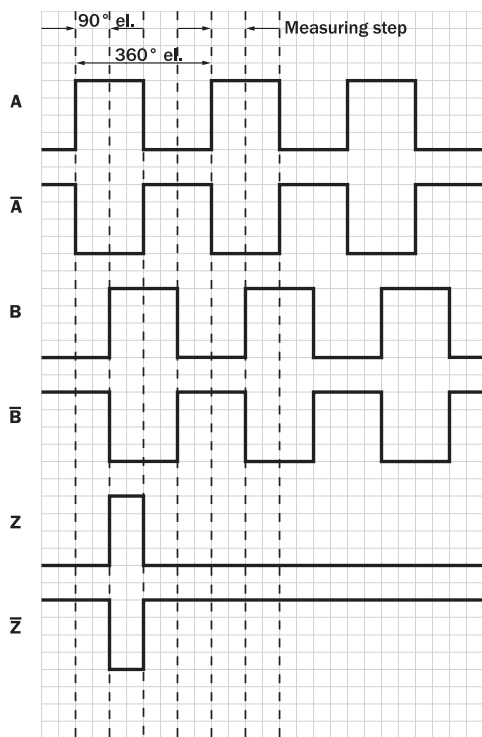 90° el.
Measuring step
360° el.
A
A̅
B
B̅
Z
Z̅